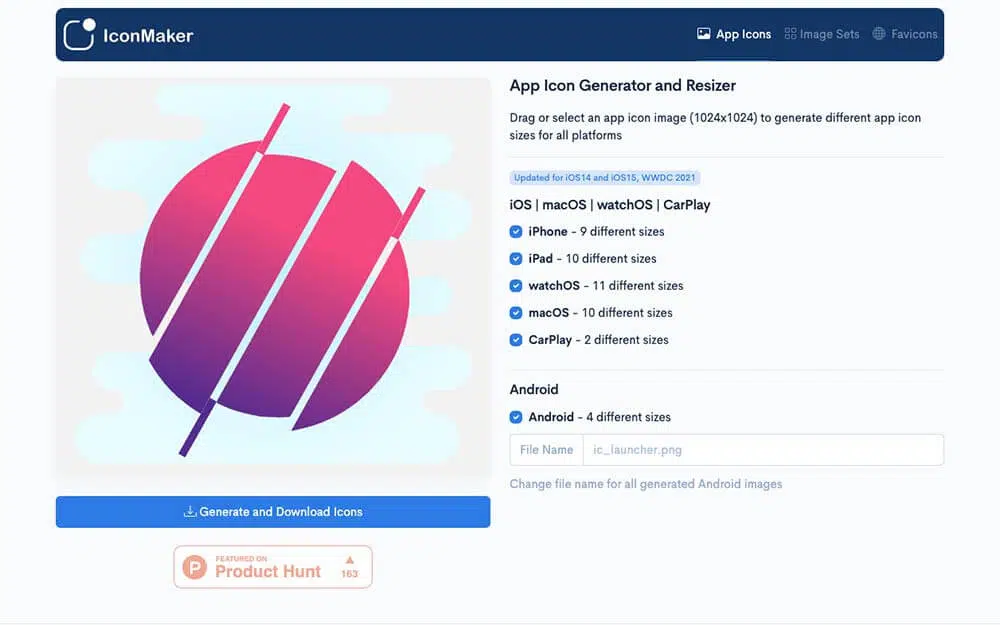 IconMaker
App Icons
Image Sets
Favicons
App Icon Generator and Resizer
Drag or select an app icon image (1024x1024) to generate different app icon
sizes for all platforms
Updated for iOS14 and iOS15, WWDC 2021
iOS | macOS | watchOS | CarPlay
iPhone - 9 different sizes
iPad - 10 different sizes
watchOS - 11 different sizes
macOS - 10 different sizes
CarPlay - 2 different sizes
Android
Android - 4 different sizes
File Name
ic_launcher.png
Change file name for all generated Android images
Generate and Download Icons
P
FEATURED ON
Product Hunt
163